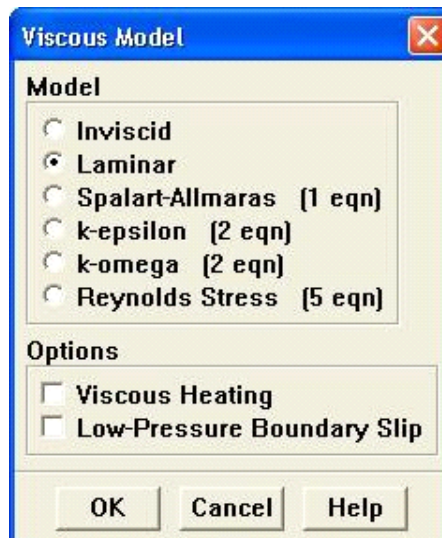 Viscous Model
Model
Inviscid
Laminar
Spalart-Allmaras (1 eqn)
k-epsilon (2 eqn)
k-omega (2 eqn)
Reynolds Stress (5 eqn)
Options
Viscous Heating
Low-Pressure Boundary Slip
OK Cancel Help